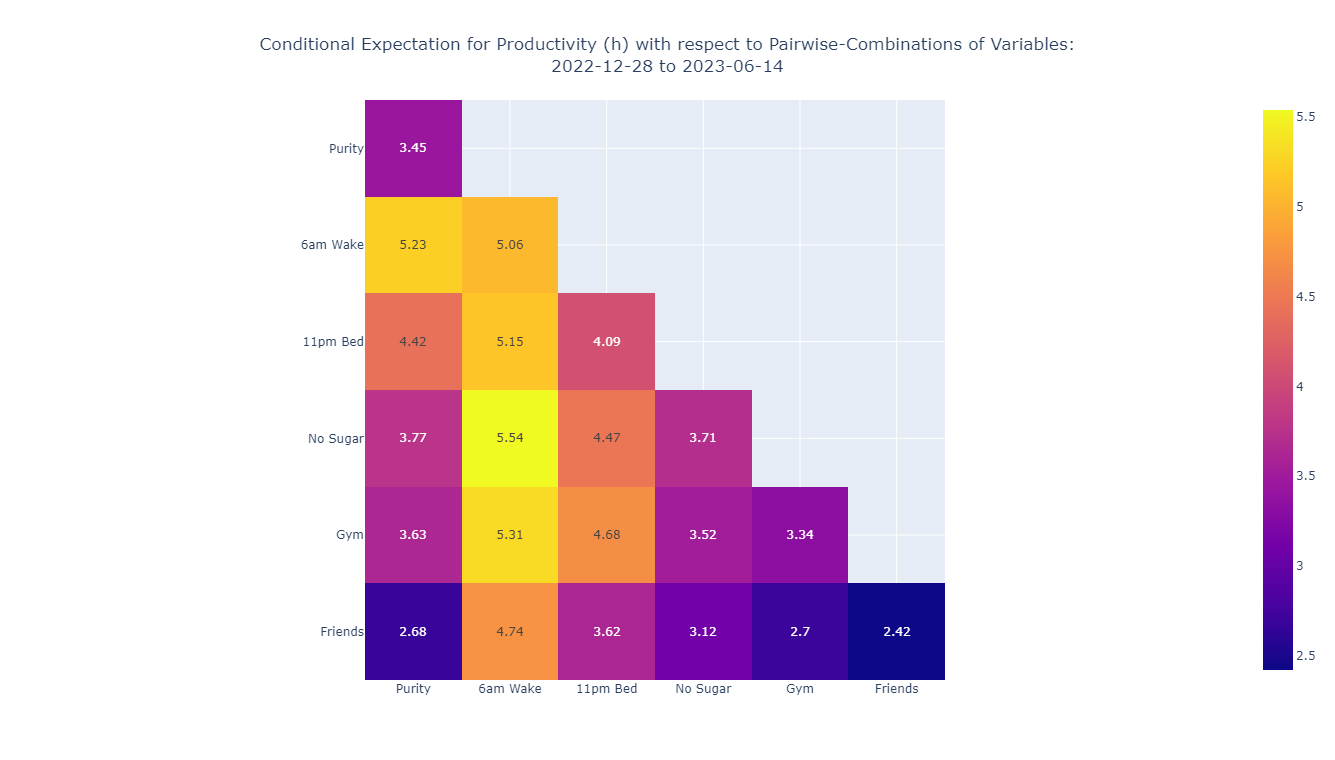 Conditional Expectation for Productivity (h) with respect to Pairwise-Combinations of Variables:
2022-12-28 to 2023-06-14
Purity 3.45
6am Wake 5.23 5.06
11pm Bed 4.42 5.15 4.09
No Sugar 3.77 5.54 4.47 3.71
Gym 3.63 5.31 4.68 3.52 3.34
Friends 2.68 4.74 3.62 3.12 2.7 2.42
Purity 6am Wake 11pm Bed No Sugar Gym Friends
5.5
5
4.5
4
3.5
3
2.5